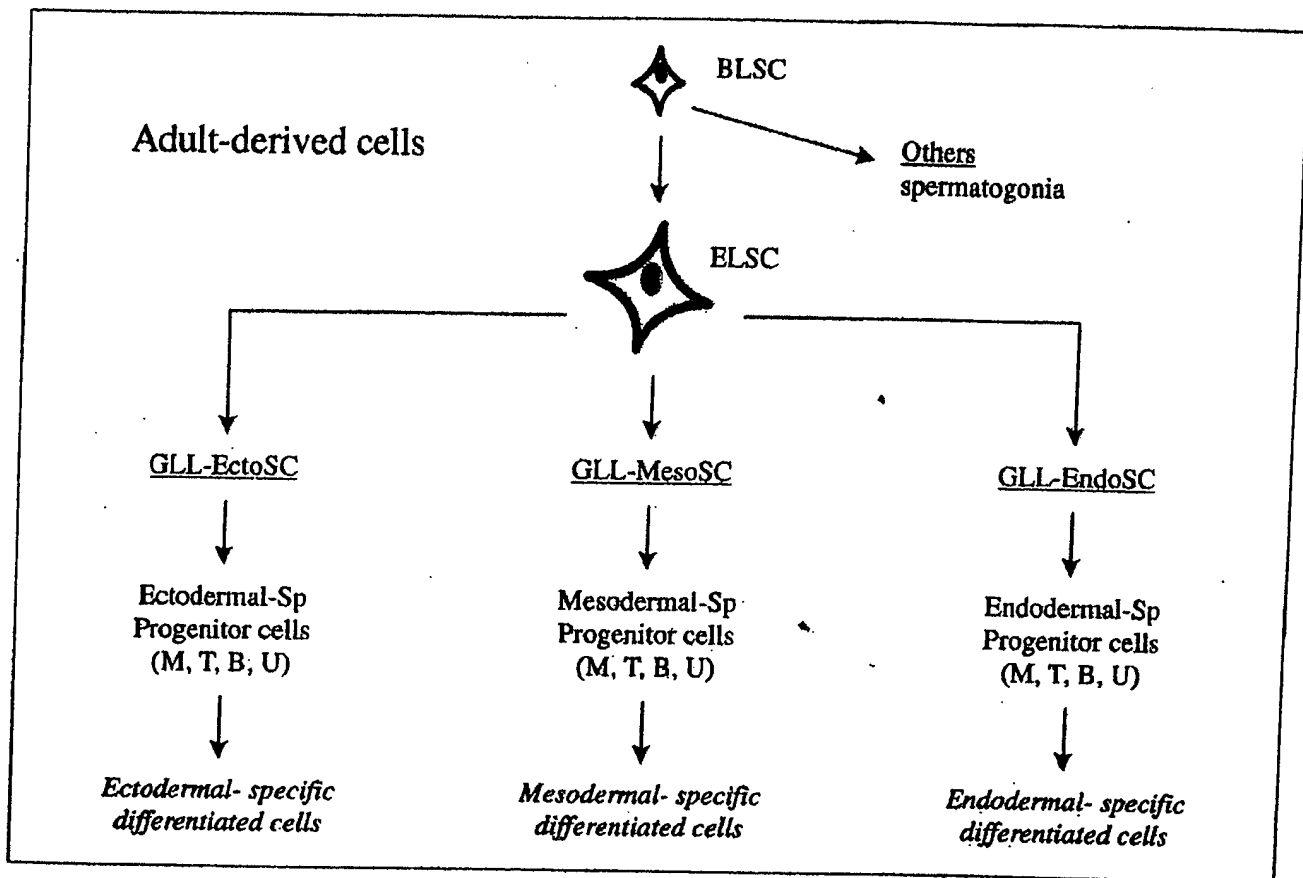 BLSC
Adult-derived cells
Others
spermatogonia
ELSC
GLL-EctoSC
GLL-MesoSC
GLL-EndoSC
Ectodermal-Sp
Progenitor cells
(M, T, B, U)
Mesodermal-Sp
Progenitor cells
(M, T, B, U)
Endodermal-Sp
Progenitor cells
(M, T, B, U)
Ectodermal- specific
differentiated cells
Mesodermal- specific
differentiated cells
Endodermal- specific
differentiated cells